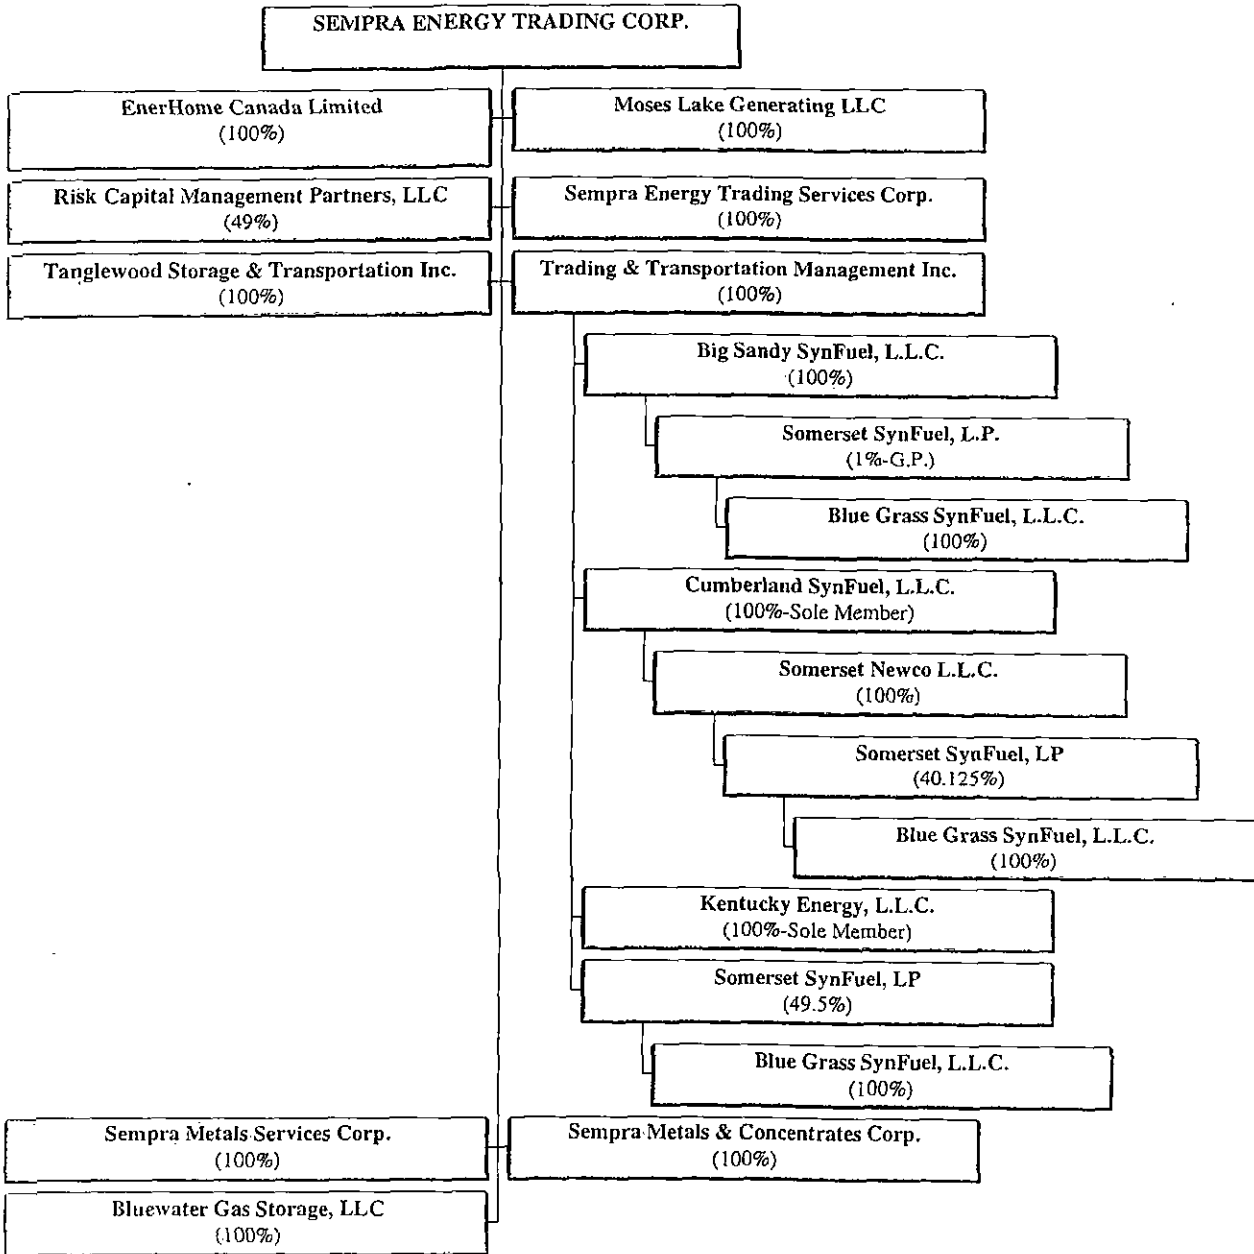 SEMPRA ENERGY TRADING CORP.
EnerHome Canada Limited
(100%)
Moses Lake Generating LLC
(100%)
Risk Capital Management Partners, LLC
(49%)
Sempra Energy Trading Services Corp.
(100%)
Tanglewood Storage & Transportation Inc.
(100%)
Trading & Transportation Management Inc.
(100%)
Big Sandy SynFuel, L.L.C.
(100%)
Somerset SynFuel, L.P.
(1%-G.P.)
Blue Grass SynFuel, L.L.C.
(100%)
Cumberland SynFuel, L.L.C.
(100%-Sole Member)
Somerset Newco L.L.C.
(100%)
Somerset SynFuel, LP
(40.125%)
Blue Grass SynFuel, L.L.C.
(100%)
Kentucky Energy, L.L.C.
(100%-Sole Member)
Somerset SynFuel, LP
(49.5%)
Blue Grass SynFuel, L.L.C.
(100%)
Sempra Metals Services Corp.
(100%)
Sempra Metals & Concentrates Corp.
(100%)
Bluewater Gas Storage, LLC
(100%)